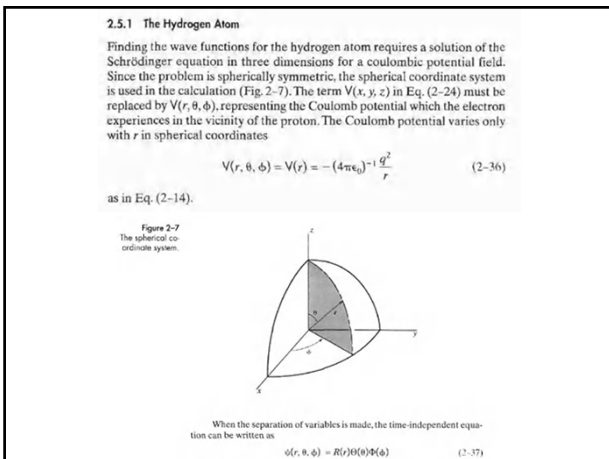 2.5.1 The Hydrogen Atom
Finding the wave functions for the hydrogen atom requires a solution of the
Schrödinger equation in three dimensions for a coulombic potential field.
Since the problem is spherically symmetric, the spherical coordinate system
is used in the calculation (Fig. 2–7). The term V(x, y, z) in Eq. (2–24) must be
replaced by V(r, θ, ϕ), representing the Coulomb potential which the electron
experiences in the vicinity of the proton. The Coulomb potential varies only
with r in spherical coordinates
V(r, θ, ϕ) = V(r) = −(4πϵ₀)⁻¹ q²/r (2–36)
as in Eq. (2–14).
Figure 2–7
The spherical co-
ordinate system.
z
θ
r
y
ϕ
x
When the separation of variables is made, the time-independent equa-
tion can be written as
ψ(r, θ, ϕ) = R(r)Θ(θ)Φ(ϕ) (2–37)